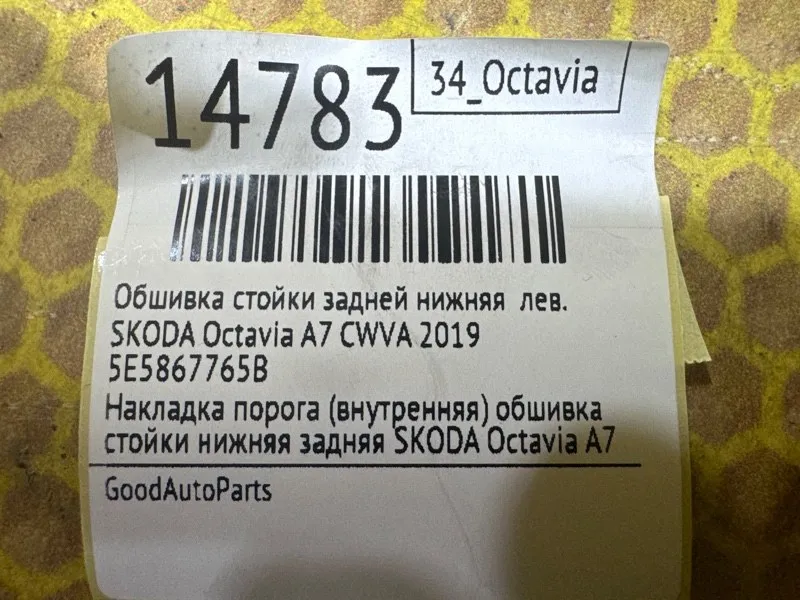 14783
34_Octavia
Обшивка стойки задней нижняя лев.
SKODA Octavia A7 CWVA 2019
5E5867765B
Накладка порога (внутренняя) обшивка
стойки нижняя задняя SKODA Octavia A7
GoodAutoParts